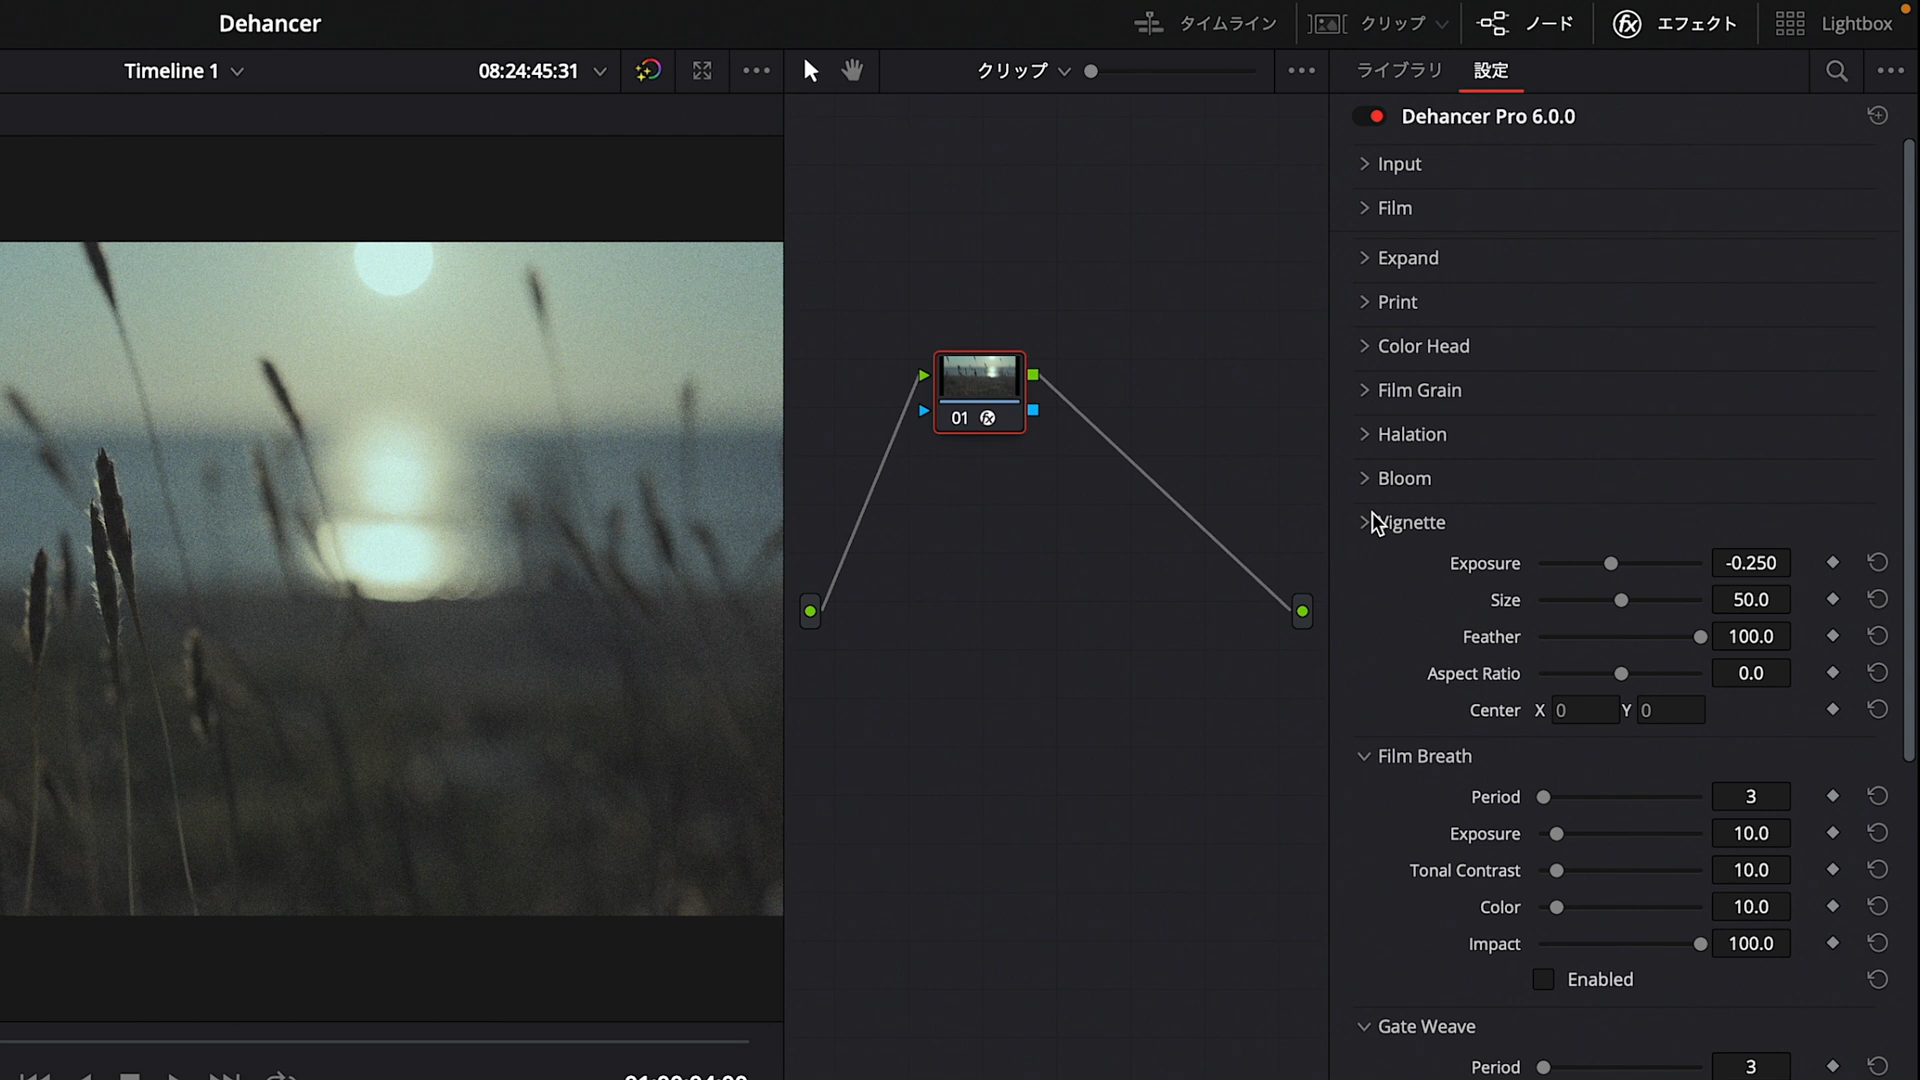 Dehancer
タイムライン
クリップ
ノード
エフェクト
Lightbox
Timeline 1
08:24:45:31
クリップ
ライブラリ
設定
Dehancer Pro 6.0.0
Input
Film
Expand
Print
Color Head
Film Grain
Halation
Bloom
Vignette
Exposure -0.250
Size 50.0
Feather 100.0
Aspect Ratio 0.0
Center X 0 Y 0
Film Breath
Period 3
Exposure 10.0
Tonal Contrast 10.0
Color 10.0
Impact 100.0
Enabled
Gate Weave
Period 3
01